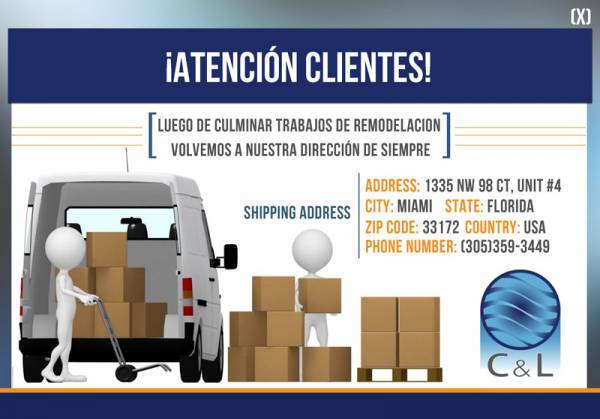 (X)
¡ATENCIÓN CLIENTES!
LUEGO DE CULMINAR TRABAJOS DE REMODELACION
VOLVEMOS A NUESTRA DIRECCIÓN DE SIEMPRE
SHIPPING ADDRESS
ADDRESS: 1335 NW 98 CT, UNIT #4
CITY: MIAMI STATE: FLORIDA
ZIP CODE: 33172 COUNTRY: USA
PHONE NUMBER: (305)359-3449
C & L